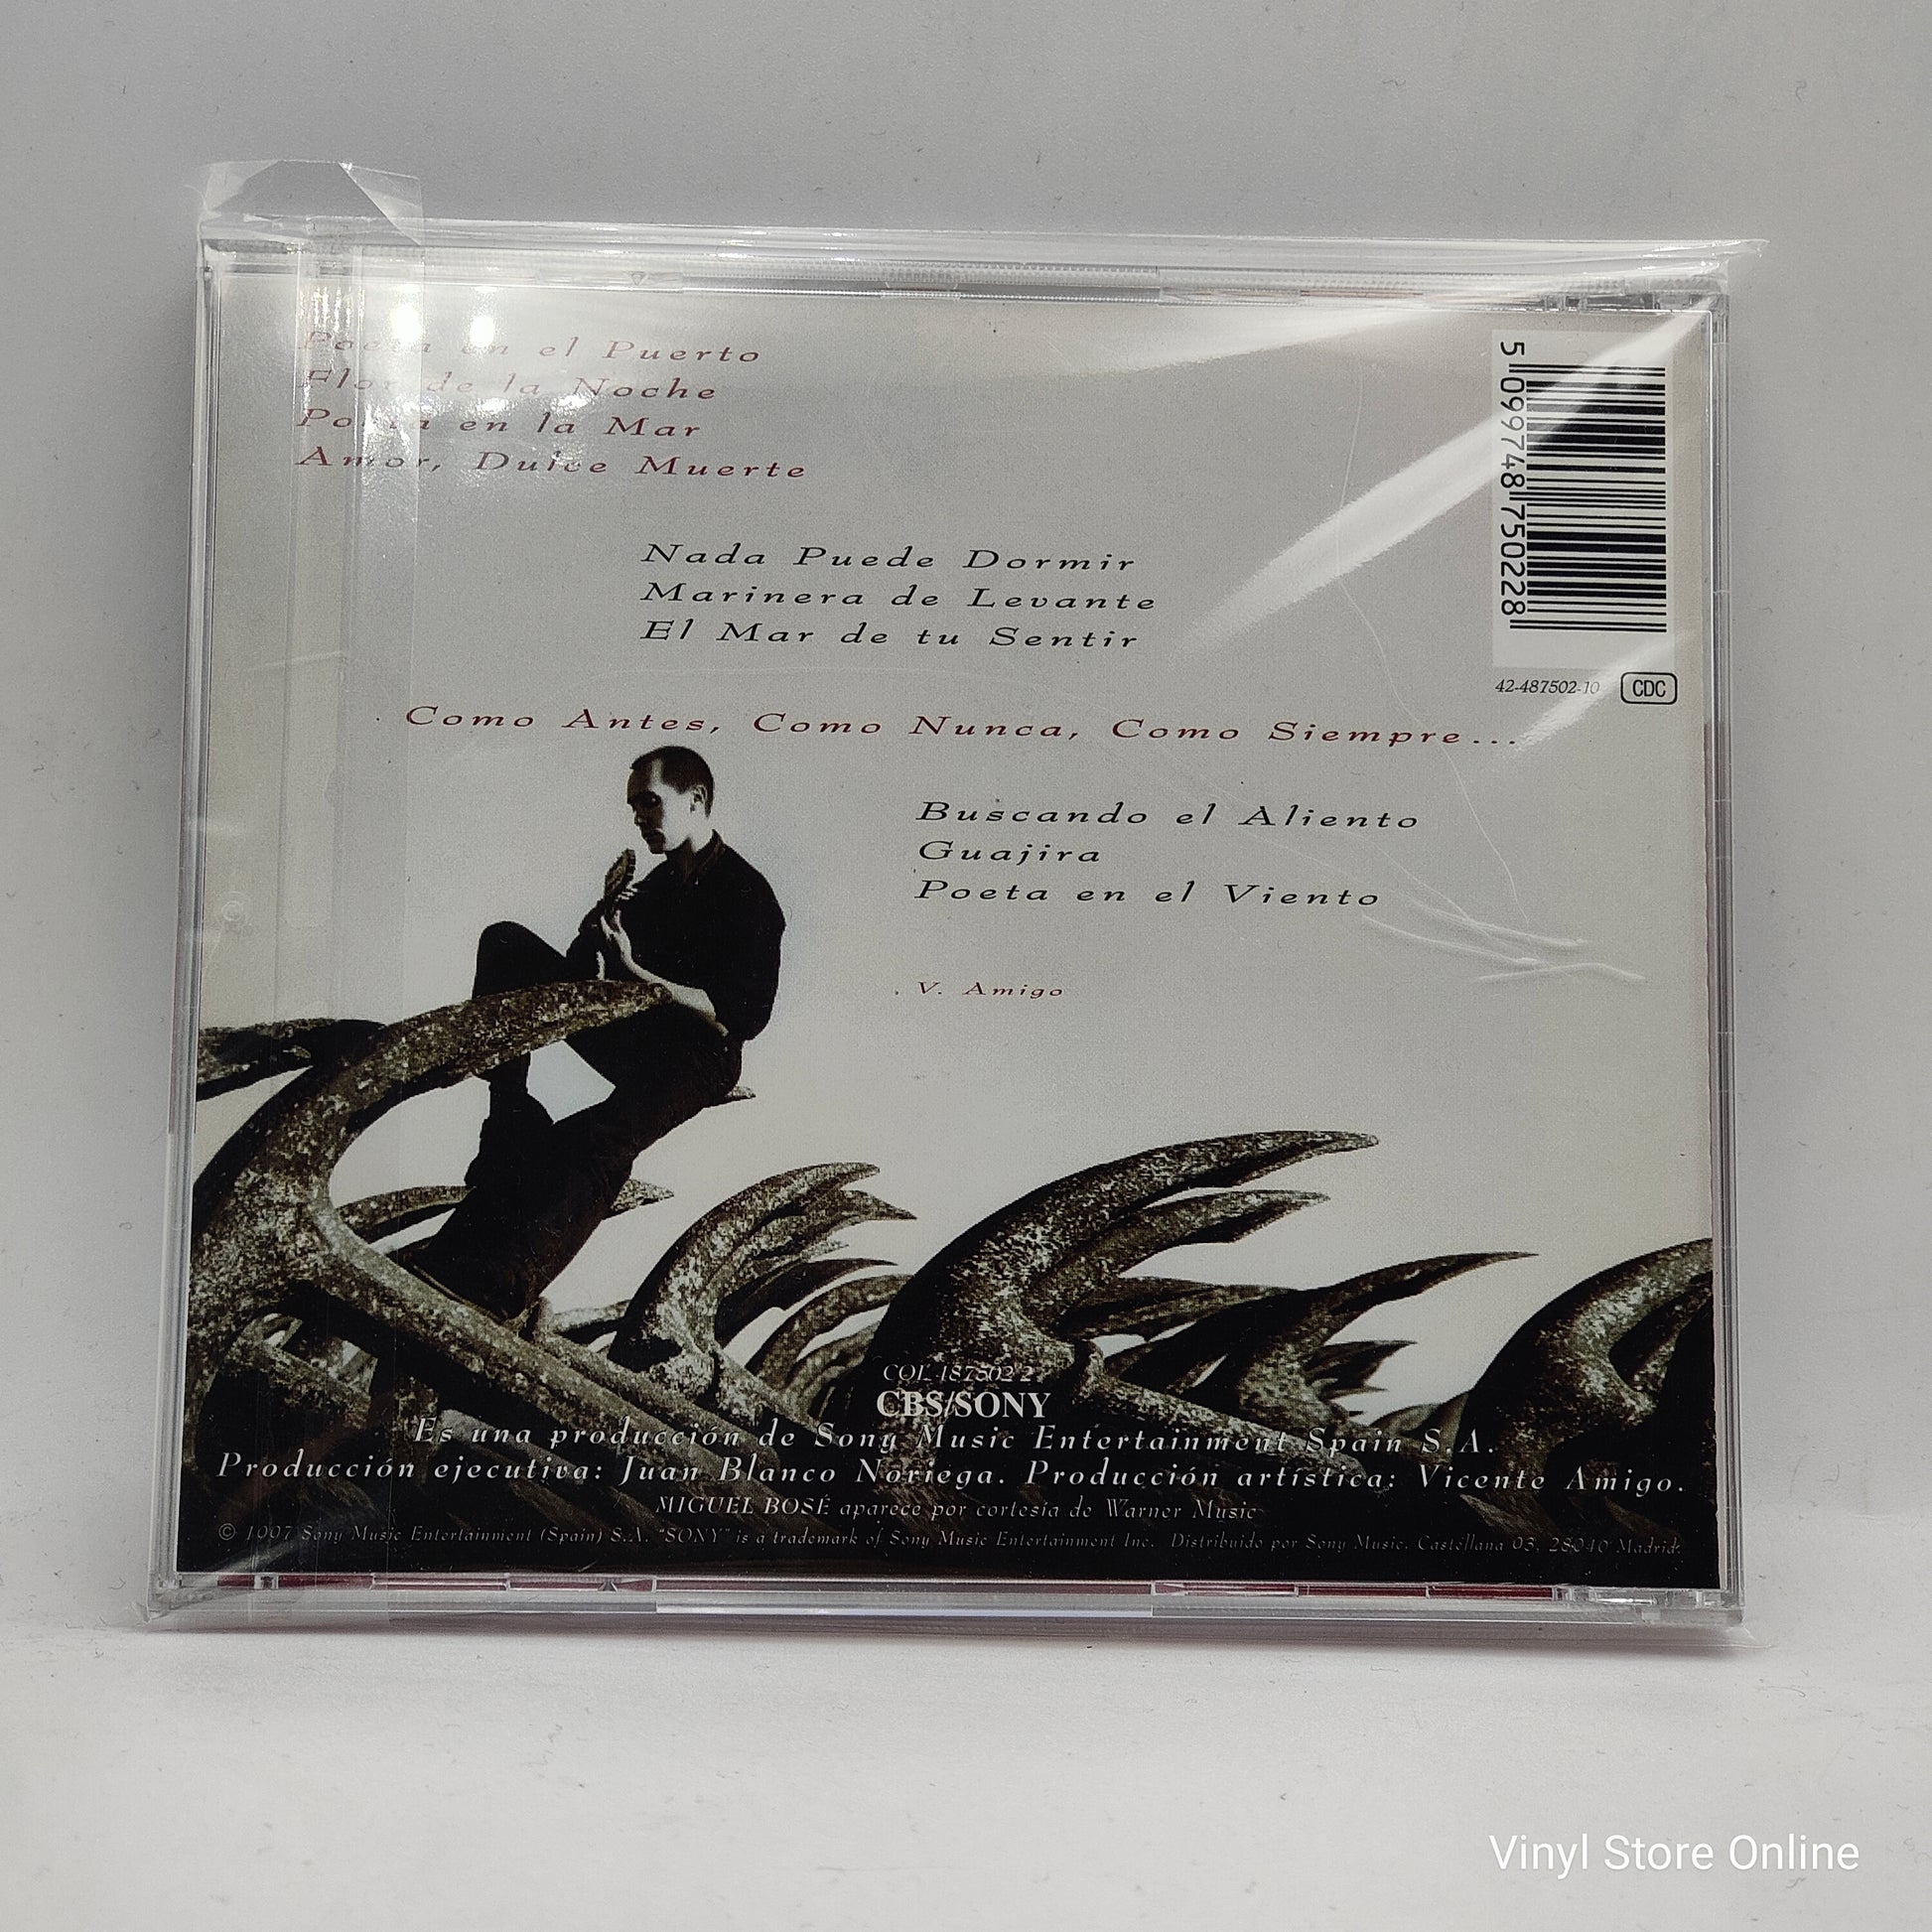 Poeta en el Puerto
Flor de la Noche
Poeta en la Mar
Amor, Dulce Muerte
Nada Puede Dormir
Marinera de Levante
El Mar de tu Sentir
Como Antes, Como Nunca, Como Siempre...
Buscando el Aliento
Guajira
Poeta en el Viento
V. Amigo
5 099748 750228
42-487502-10 CDC
COL 487502 2
CBS/SONY
Es una producción de Sony Music Entertainment Spain S.A.
Producción ejecutiva: Juan Blanco Noriega. Producción artística: Vicente Amigo.
MIGUEL BOSÉ aparece por cortesía de Warner Music
© 1997 Sony Music Entertainment (Spain) S.A. "SONY" is a trademark of Sony Music Entertainment Inc. Distribuido por Sony Music. Castellana 93, 28040 Madrid.
Vinyl Store Online